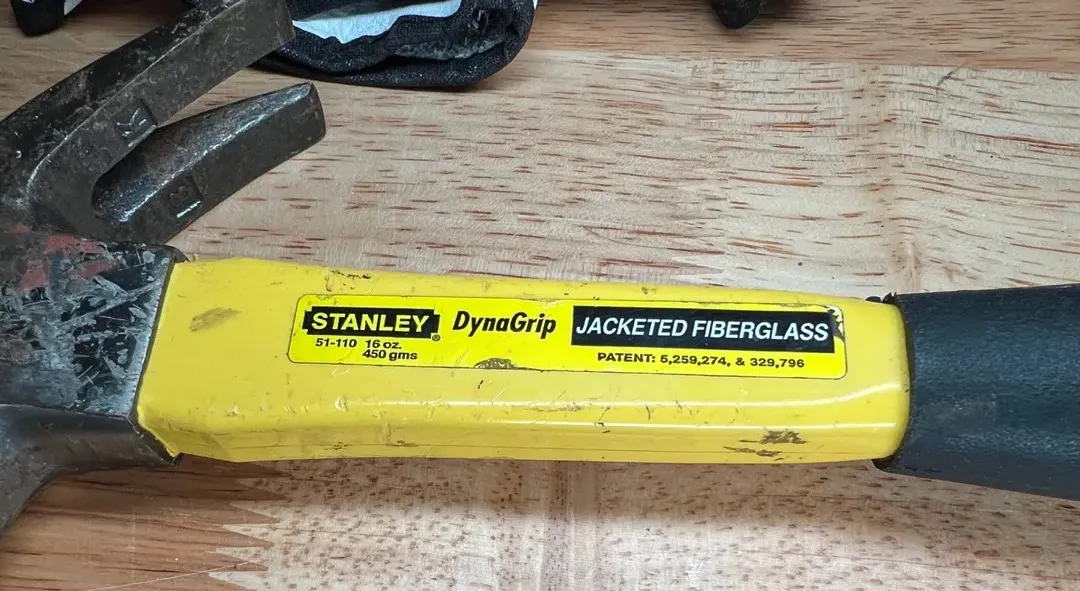 STANLEY® DynaGrip JACKETED FIBERGLASS
51-110 16 oz.
450 gms
PATENT: 5,259,274, & 329,796